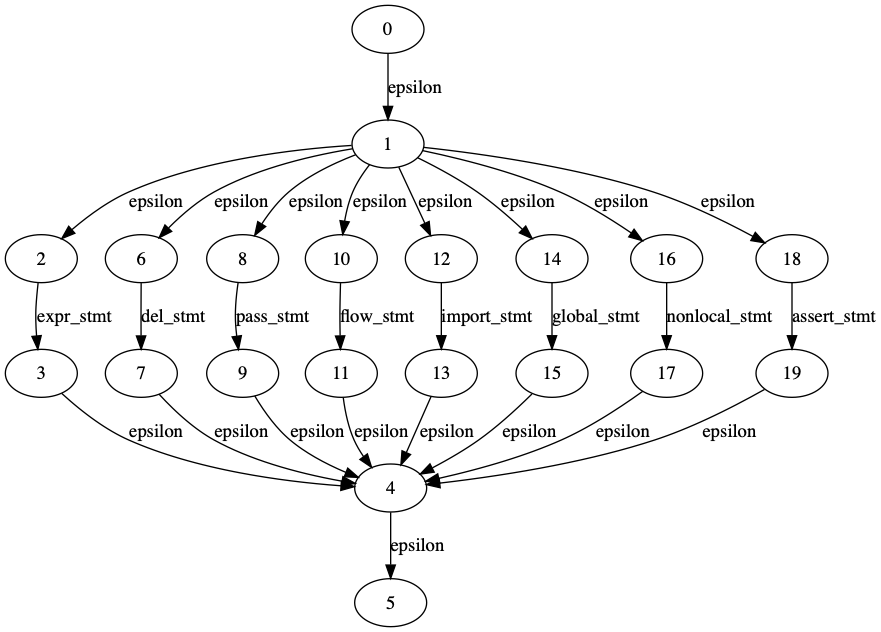 0
epsilon
1
epsilon epsilon epsilon epsilon epsilon epsilon epsilon epsilon
2 6 8 10 12 14 16 18
expr_stmt del_stmt pass_stmt flow_stmt import_stmt global_stmt nonlocal_stmt assert_stmt
3 7 9 11 13 15 17 19
epsilon epsilon epsilon epsilon epsilon epsilon epsilon epsilon
4
epsilon
5